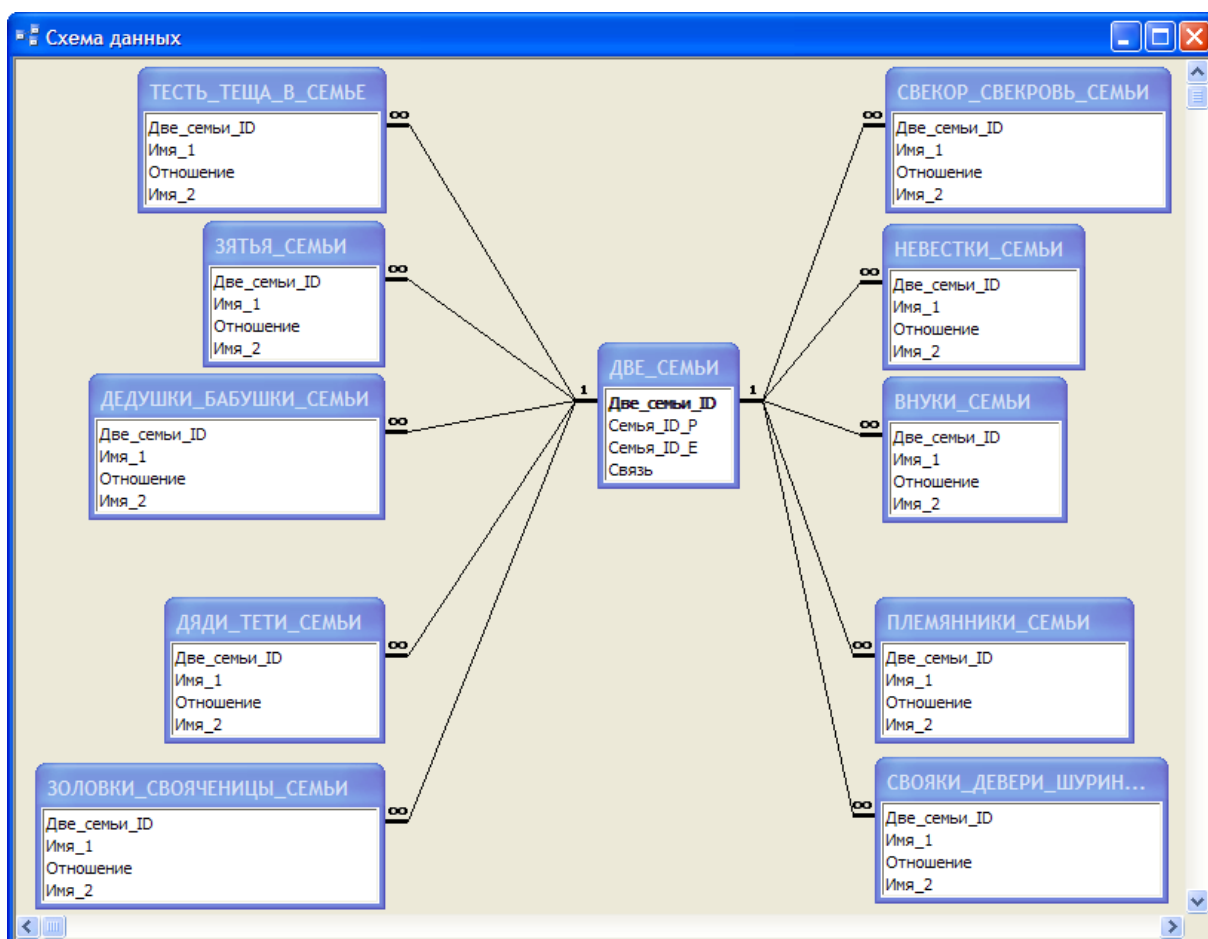 Схема данных
ТЕСТЬ_ТЕЩА_В_СЕМЬЕ
Две_семьи_ID
Имя_1
Отношение
Имя_2
∞
ЗЯТЬЯ_СЕМЬИ
Две_семьи_ID
Имя_1
Отношение
Имя_2
∞
ДЕДУШКИ_БАБУШКИ_СЕМЬИ
Две_семьи_ID
Имя_1
Отношение
Имя_2
∞
ДЯДИ_ТЕТИ_СЕМЬИ
Две_семьи_ID
Имя_1
Отношение
Имя_2
∞
ЗОЛОВКИ_СВОЯЧЕНИЦЫ_СЕМЬИ
Две_семьи_ID
Имя_1
Отношение
Имя_2
∞
1
ДВЕ_СЕМЬИ
Две_семьи_ID
Семья_ID_P
Семья_ID_E
Связь
1
СВЕКОР_СВЕКРОВЬ_СЕМЬИ
Две_семьи_ID
Имя_1
Отношение
Имя_2
∞
НЕВЕСТКИ_СЕМЬИ
Две_семьи_ID
Имя_1
Отношение
Имя_2
∞
ВНУКИ_СЕМЬИ
Две_семьи_ID
Имя_1
Отношение
Имя_2
∞
ПЛЕМЯННИКИ_СЕМЬИ
Две_семьи_ID
Имя_1
Отношение
Имя_2
∞
СВОЯКИ_ДЕВЕРИ_ШУРИН...
Две_семьи_ID
Имя_1
Отношение
Имя_2
∞